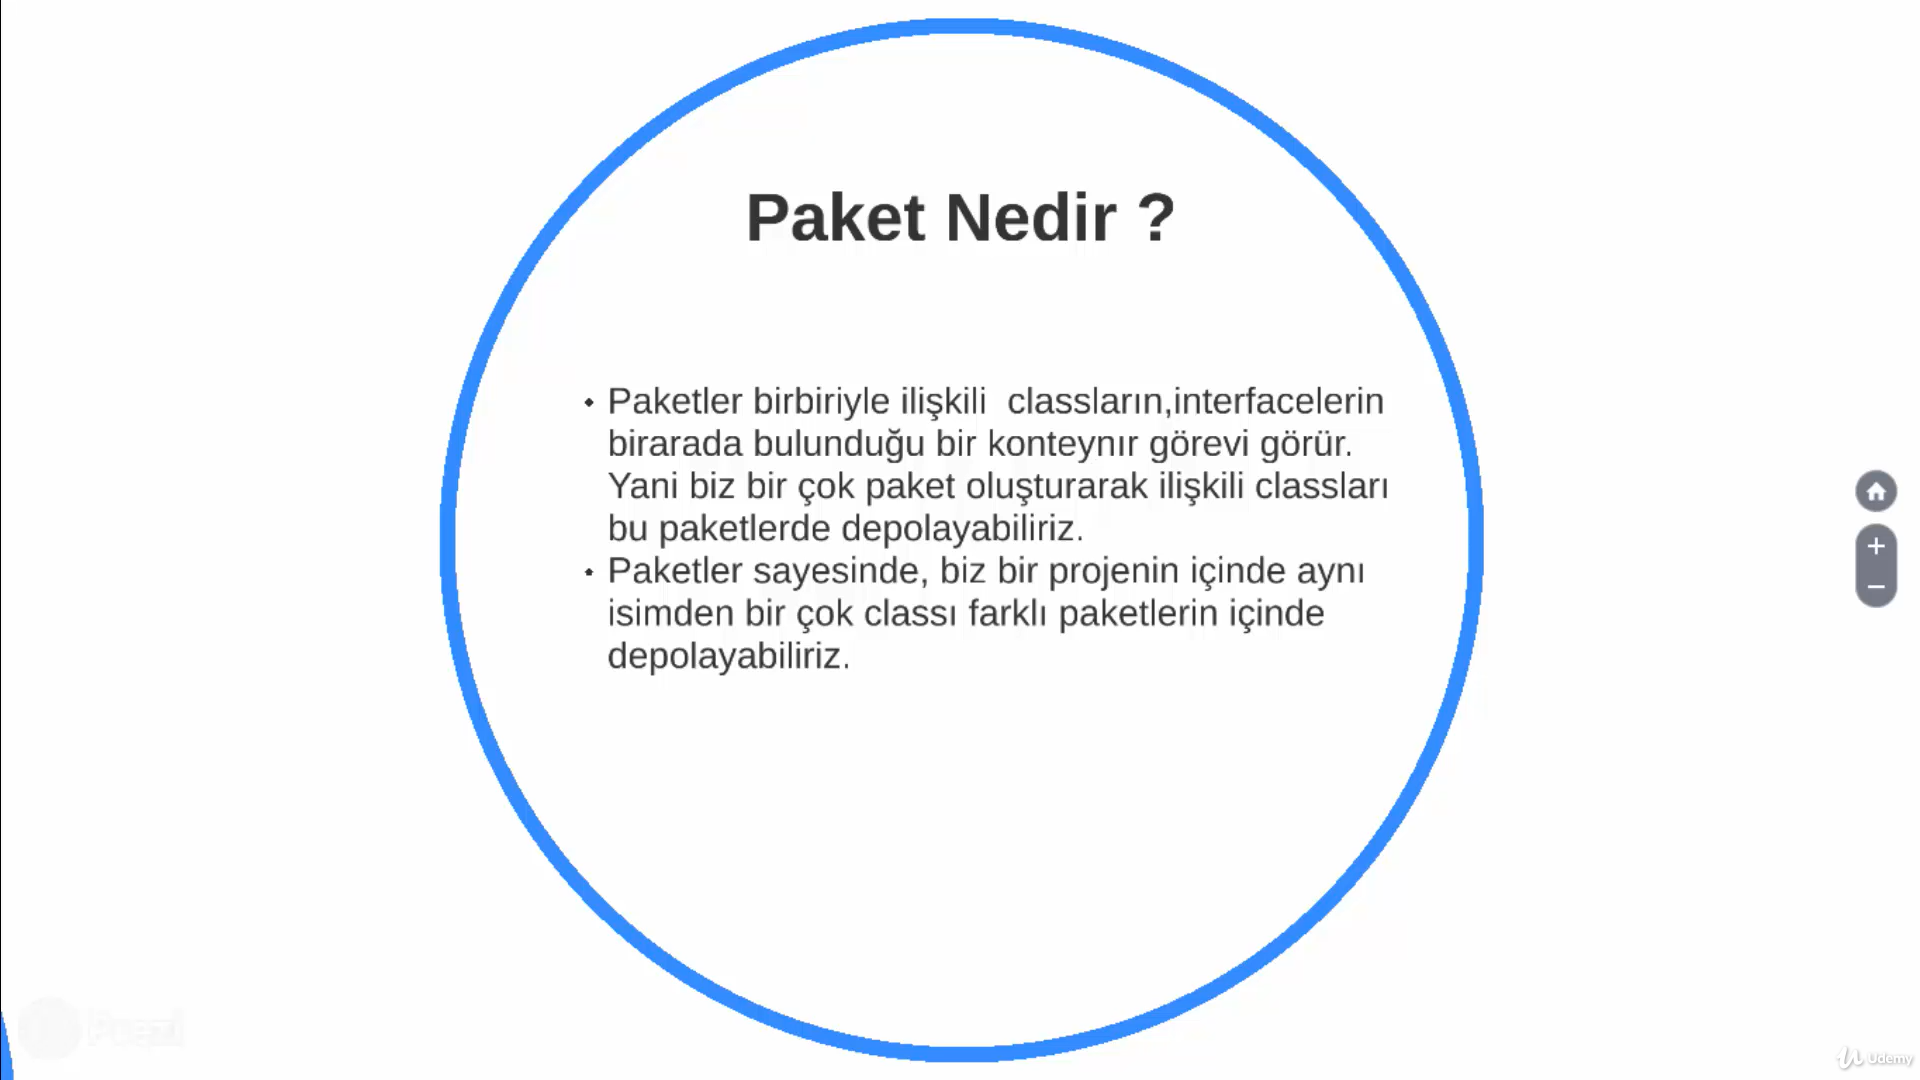 Paket Nedir ?
• Paketler birbiriyle ilişkili  classların,interfacelerin
birarada bulunduğu bir konteynır görevi görür.
Yani biz bir çok paket oluşturarak ilişkili classları
bu paketlerde depolayabiliriz.
• Paketler sayesinde, biz bir projenin içinde aynı
isimden bir çok classı farklı paketlerin içinde
depolayabiliriz.
Udemy